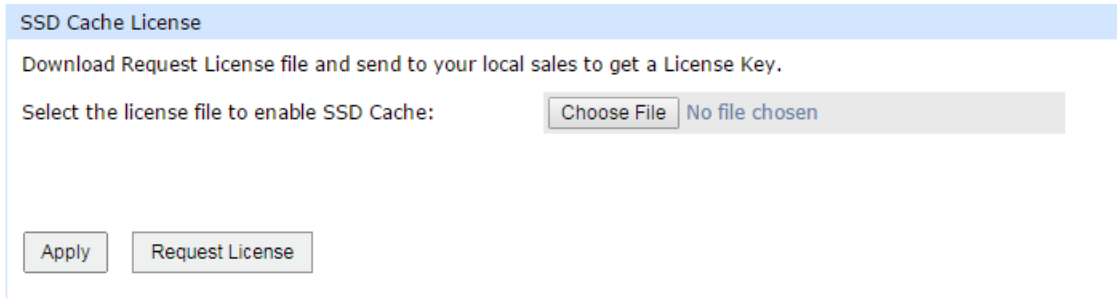 SSD Cache License
Download Request License file and send to your local sales to get a License Key.
Select the license file to enable SSD Cache: Choose File No file chosen
Apply Request License